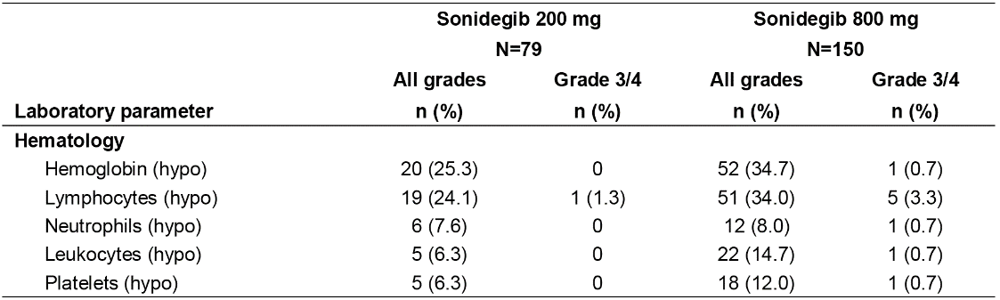 Sonidegib 200 mg Sonidegib 800 mg
N=79 N=150
All grades Grade 3/4 All grades Grade 3/4
Laboratory parameter n (%) n (%) n (%) n (%)
Hematology
Hemoglobin (hypo) 20 (25.3) 0 52 (34.7) 1 (0.7)
Lymphocytes (hypo) 19 (24.1) 1 (1.3) 51 (34.0) 5 (3.3)
Neutrophils (hypo) 6 (7.6) 0 12 (8.0) 1 (0.7)
Leukocytes (hypo) 5 (6.3) 0 22 (14.7) 1 (0.7)
Platelets (hypo) 5 (6.3) 0 18 (12.0) 1 (0.7)